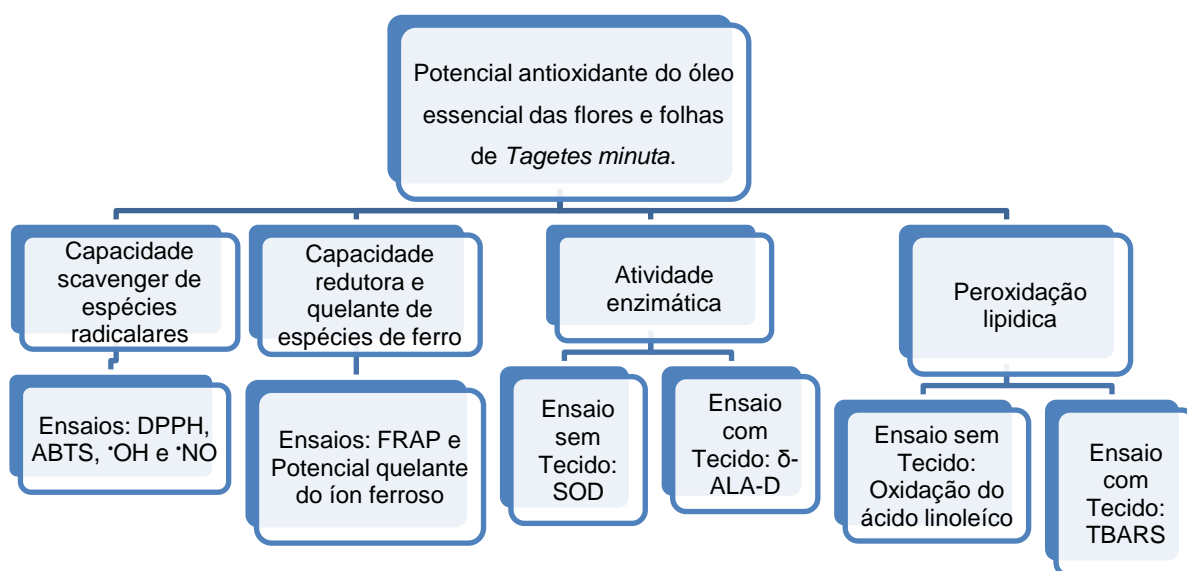 Potencial antioxidante do óleo
essencial das flores e folhas
de Tagetes minuta.
Capacidade
scavenger de
espécies
radicalares
Capacidade
redutora e
quelante de
espécies de ferro
Atividade
enzimática
Peroxidação
lipidica
Ensaios: DPPH,
ABTS, •OH e •NO
Ensaios: FRAP e
Potencial quelante
do íon ferroso
Ensaio
sem
Tecido:
SOD
Ensaio
com
Tecido: δ-
ALA-D
Ensaio sem
Tecido:
Oxidação do
ácido linoleíco
Ensaio
com
Tecido:
TBARS